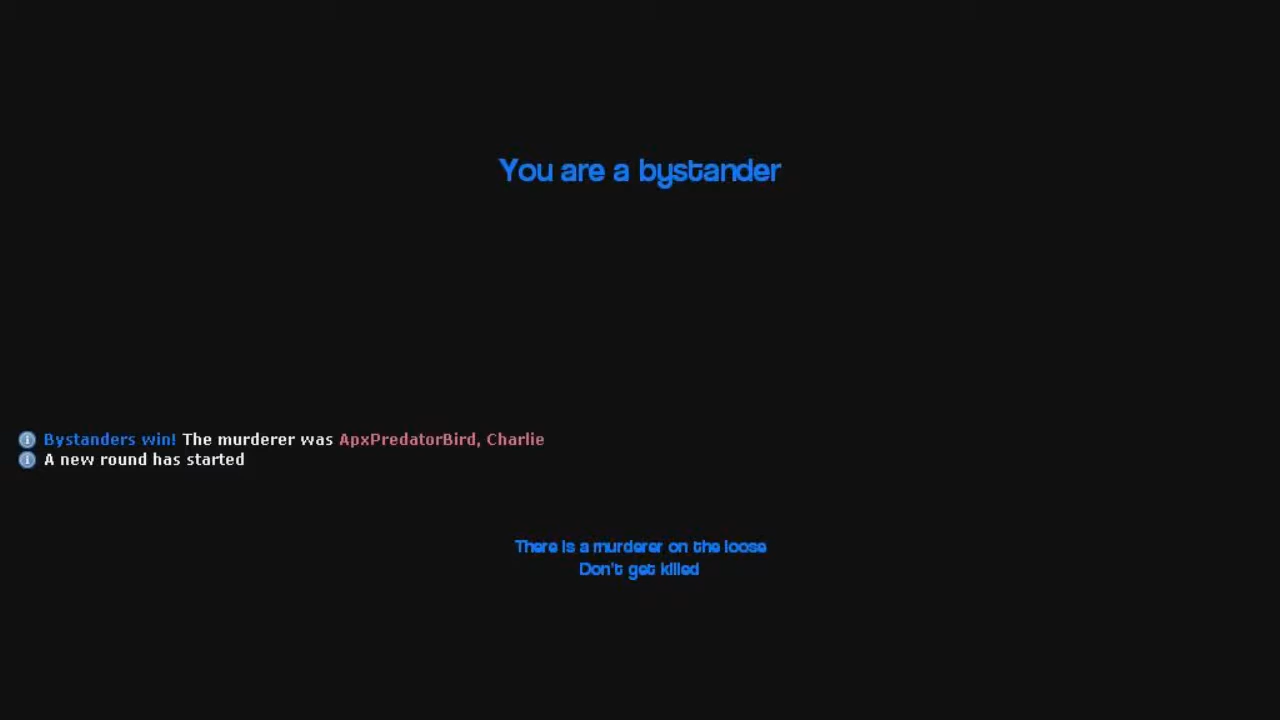 You are a bystander
Bystanders win! The murderer was ApxPredatorBird, Charlie
A new round has started
There is a murderer on the loose
Don't get killed